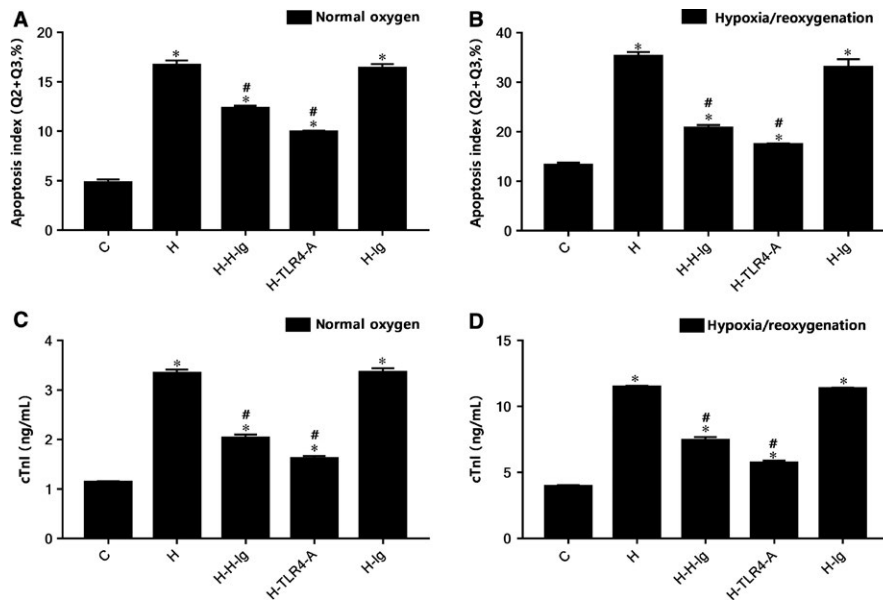 A
Normal oxygen
Apoptosis index (Q2+Q3,%)
20
15
10
5
0
*
#
*
#
*
*
C
H
H-H-Ig
H-TLR4-A
H-Ig
B
Hypoxia/reoxygenation
Apoptosis index (Q2+Q3,%)
40
30
20
10
0
*
#
*
#
*
*
C
H
H-H-Ig
H-TLR4-A
H-Ig
C
Normal oxygen
cTnI (ng/mL)
4
3
2
1
0
*
#
*
#
*
*
C
H
H-H-Ig
H-TLR4-A
H-Ig
D
Hypoxia/reoxygenation
cTnI (ng/mL)
15
10
5
0
*
#
*
#
*
*
C
H
H-H-Ig
H-TLR4-A
H-Ig